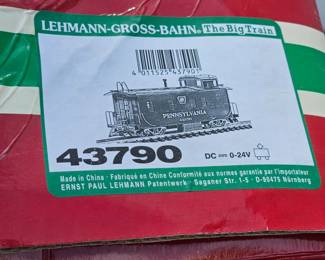 LEHMANN-GROSS-BAHN® The Big Train
4 011525 437901
PENNSYLVANIA
43790
DC 0-24V
Made in China · Fabriqué en Chine Conformité aux normes garantie par l'importateur
ERNST PAUL LEHMANN Patentwerk · Saganer Str. 1-5 · D-90475 Nürnberg